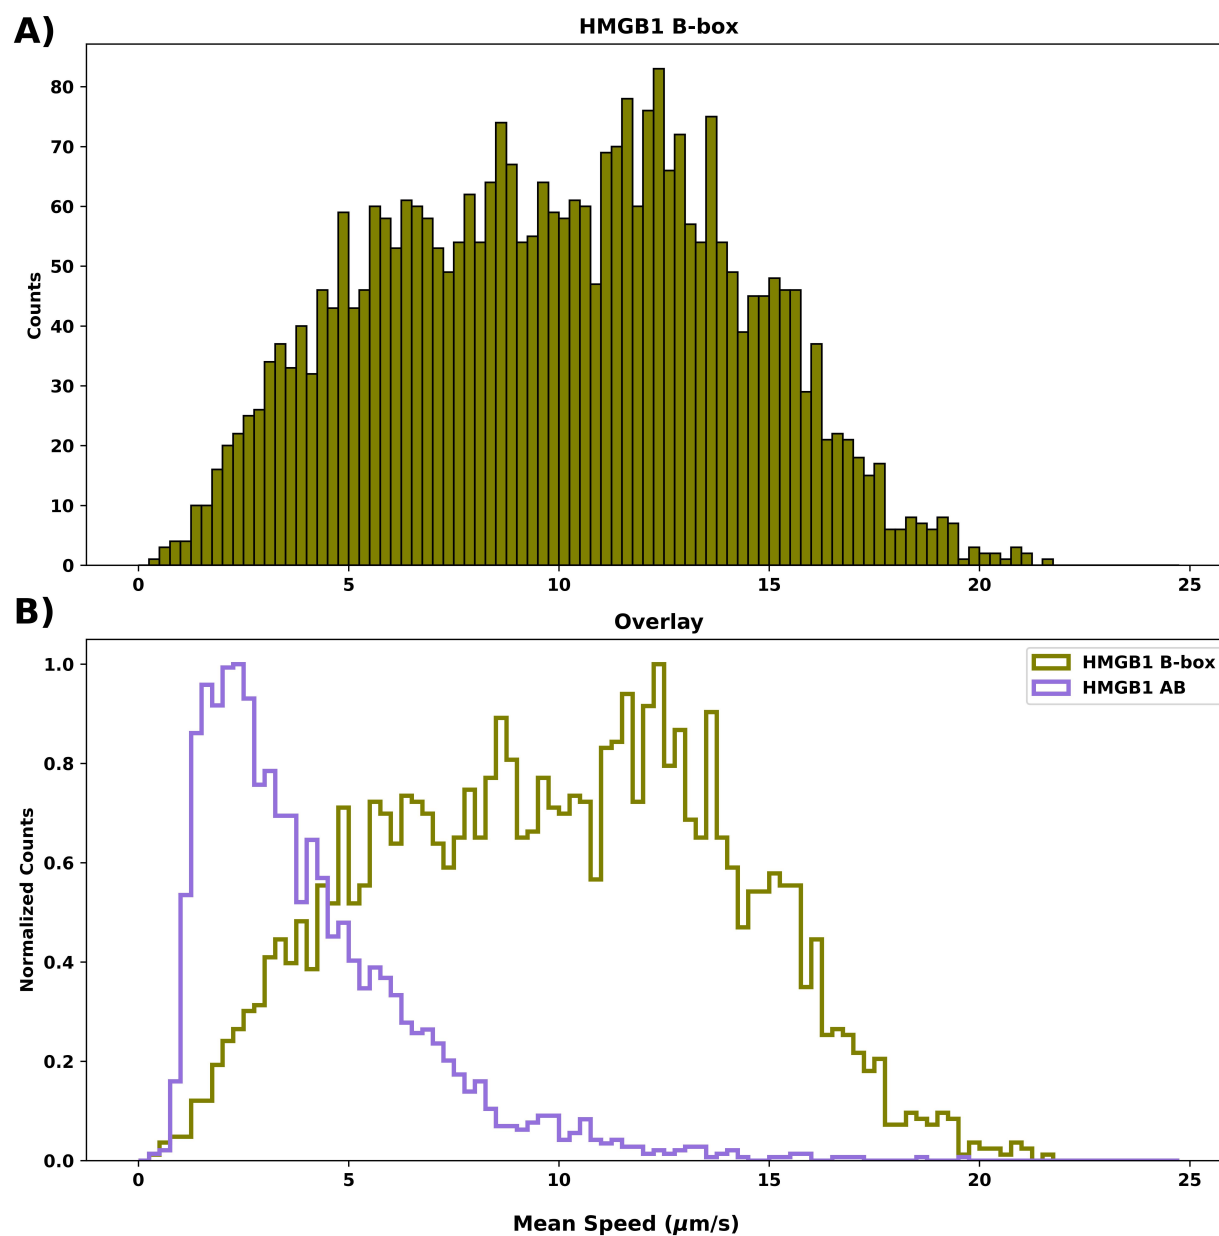 A)
HMGB1 B-box
80
70
60
50
40
30
20
10
0
Counts
0 5 10 15 20 25
B)
Overlay
HMGB1 B-box
HMGB1 AB
1.0
0.8
0.6
0.4
0.2
0.0
Normalized Counts
0 5 10 15 20 25
Mean Speed (μm/s)